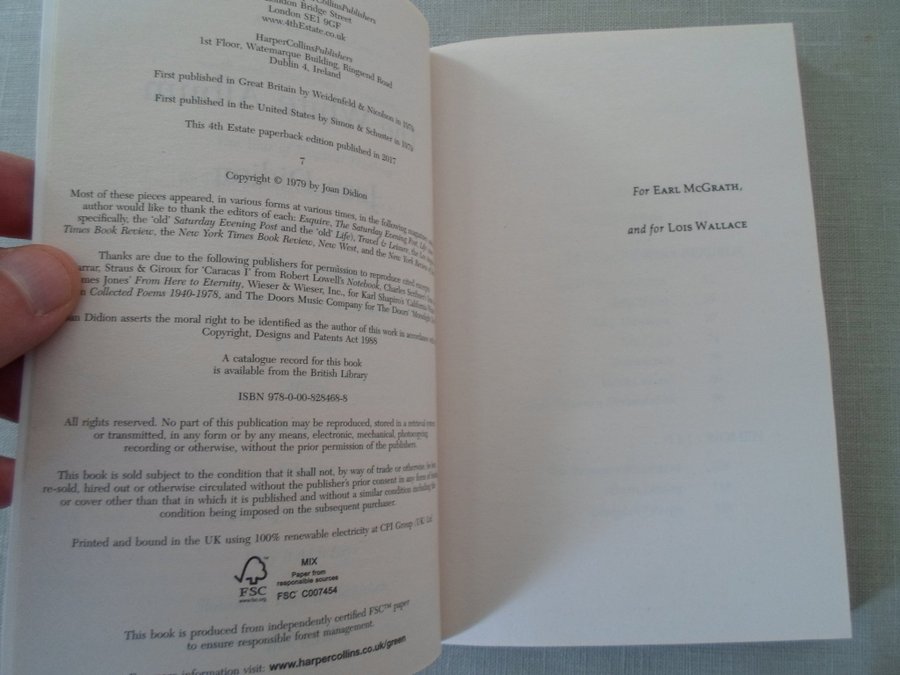 CollinsPublishers
London Bridge Street
London SE1 9GF
www.4thEstate.co.uk
HarperCollinsPublishers
1st Floor, Watermarque Building, Ringsend Road
Dublin 4, Ireland
First published in Great Britain by Weidenfeld & Nicolson in 1979
First published in the United States by Simon & Schuster in 1979
This 4th Estate paperback edition published in 2017
7
Copyright © 1979 by Joan Didion
Most of these pieces appeared, in various forms at various times, in the following magazines
author would like to thank the editors of each: Esquire, The Saturday Evening Post, Life
specifically, the 'old' Saturday Evening Post and the 'old' Life), Travel & Leisure, the
Times Book Review, the New York Times Book Review, New West, and the New York Review of
Thanks are due to the following publishers for permission to reproduce cited excerpts
arrar, Straus & Giroux for 'Caracas I' from Robert Lowell's Notebook, Charles
mes Jones' From Here to Eternity, Wieser & Wieser, Inc., for Karl Shapiro's 'California
Collected Poems 1940-1978, and The Doors Music Company for The Doors' 'Moonlight
an Didion asserts the moral right to be identified as the author of this work in accordance
Copyright, Designs and Patents Act 1988
A catalogue record for this book
is available from the British Library
ISBN 978-0-00-828468-8
All rights reserved. No part of this publication may be reproduced, stored in a retrieval
or transmitted, in any form or by any means, electronic, mechanical, photocopying
recording or otherwise, without the prior permission of the publishers.
This book is sold subject to the condition that it shall not, by way of trade or otherwise, be
re-sold, hired out or otherwise circulated without the publisher's prior consent in any form of
or cover other than that in which it is published and without a similar condition including the
condition being imposed on the subsequent purchaser.
Printed and bound in the UK using 100% renewable electricity at CPI Group (UK) Ltd
FSC
www.fsc.org
MIX
Paper from
responsible sources
FSC® C007454
This book is produced from independently certified FSC™ paper
to ensure responsible forest management.
information visit: www.harpercollins.co.uk/green
For EARL MCGRATH,
and for LOIS WALLACE